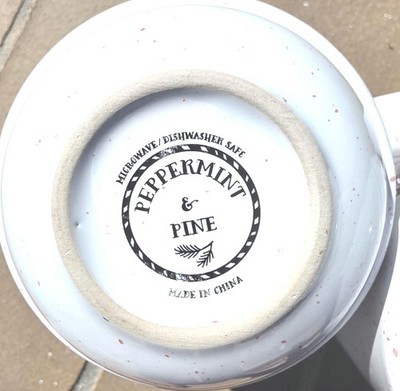 MICROWAVE/DISHWASHER SAFE
PEPPERMINT
&
PINE
MADE IN CHINA